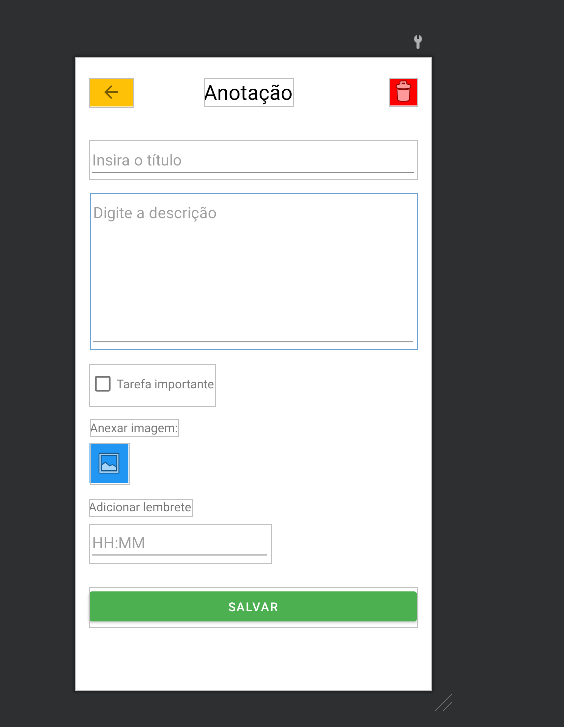 Anotação
Insira o título
Digite a descrição
Tarefa importante
Anexar imagem:
Adicionar lembrete
HH:MM
SALVAR